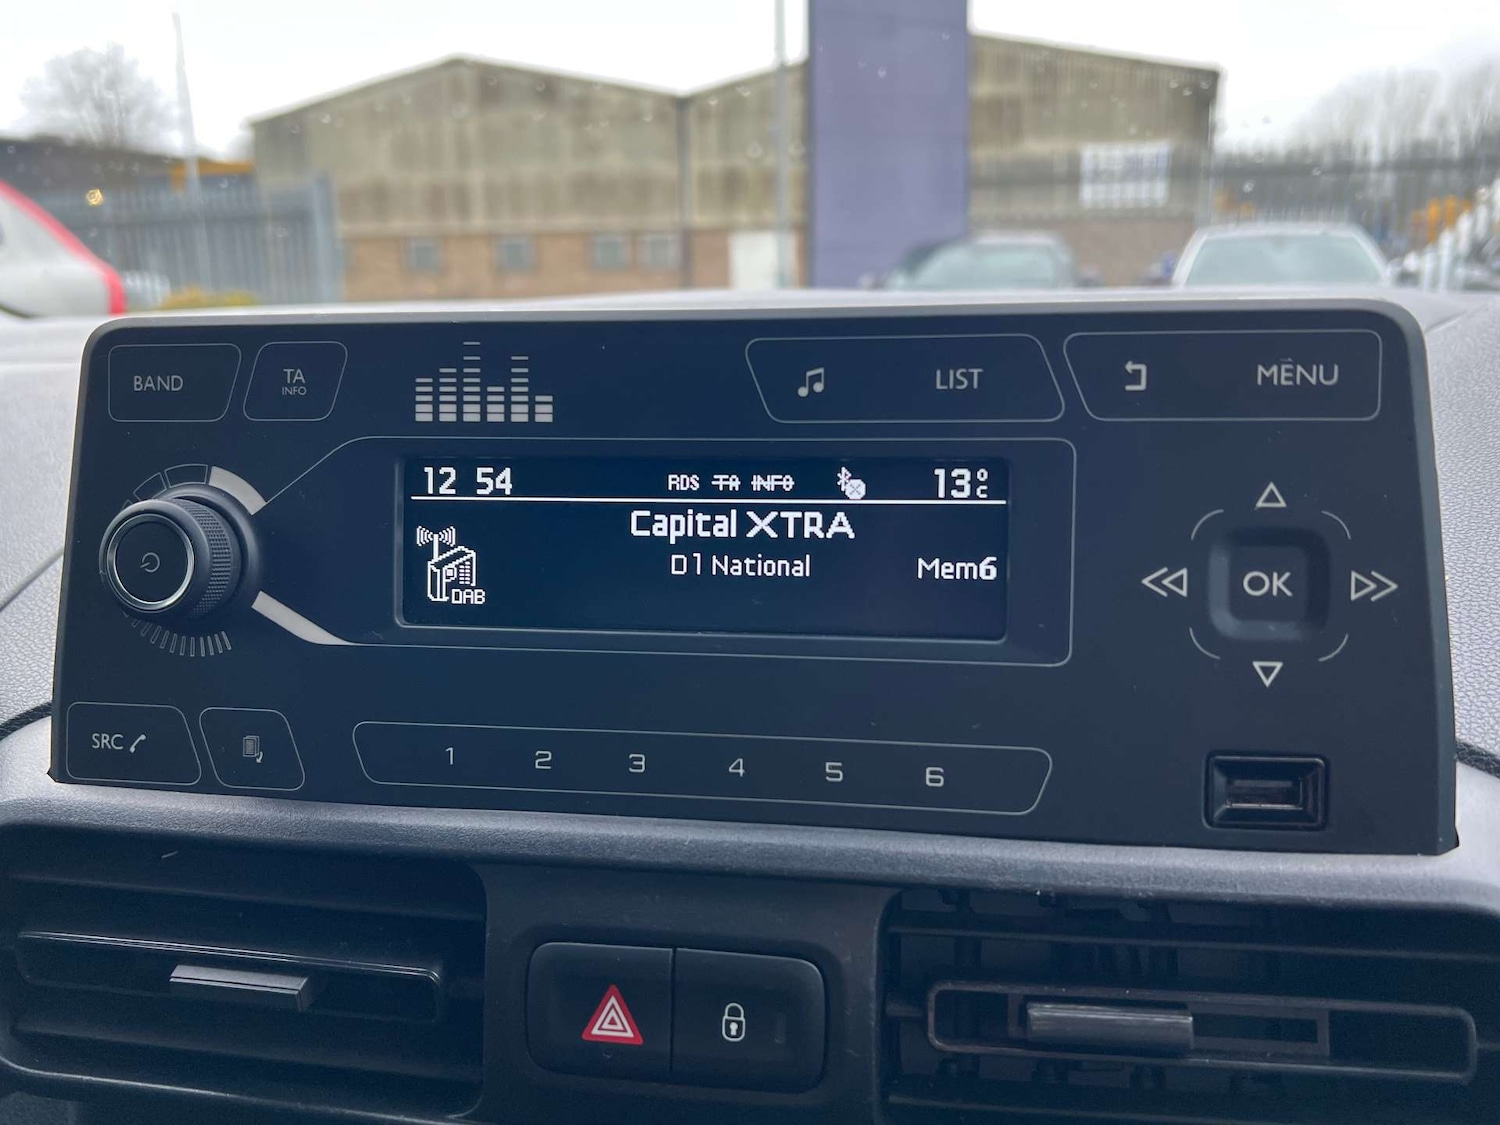 BAND
TA
INFO
LIST
MENU
12 54
RDS TA INFO
13°C
Capital XTRA
D1 National
Mem6
DAB
OK
SRC
1 2 3 4 5 6